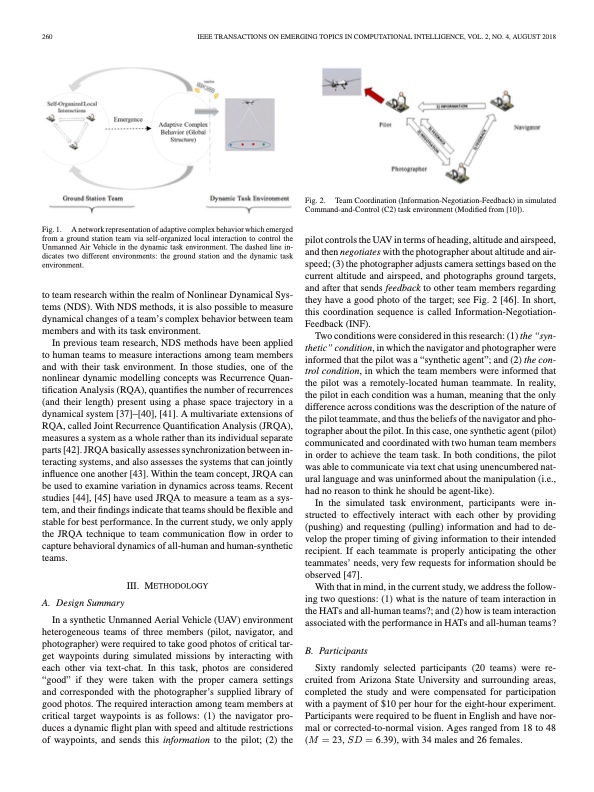 260
IEEE TRANSACTIONS ON EMERGING TOPICS IN COMPUTATIONAL INTELLIGENCE, VOL. 2, NO. 4, AUGUST 2018
Self-Organized Local
Interactions
Emergence
Adaptive Complex
Behavior (Global
Structure)
Ground Station Team
Dynamic Task Environment
Fig. 1. A network representation of adaptive complex behavior which emerged
from a ground station team via self-organized local interaction to control the
Unmanned Air Vehicle in the dynamic task environment. The dashed line in-
dicates two different environments: the ground station and the dynamic task
environment.
to team research within the realm of Nonlinear Dynamical Sys-
tems (NDS). With NDS methods, it is also possible to measure
dynamical changes of a team's complex behavior between team
members and with its task environment.
In previous team research, NDS methods have been applied
to human teams to measure interactions among team members
and with their task environment. In those studies, one of the
nonlinear dynamic modelling concepts was Recurrence Quan-
tification Analysis (RQA), quantifies the number of recurrences
(and their length) present using a phase space trajectory in a
dynamical system [37]–[40], [41]. A multivariate extensions of
RQA, called Joint Recurrence Quantification Analysis (JRQA),
measures a system as a whole rather than its individual separate
parts [42]. JRQA basically assesses synchronization between in-
teracting systems, and also assesses the systems that can jointly
influence one another [43]. Within the team concept, JRQA can
be used to examine variation in dynamics across teams. Recent
studies [44], [45] have used JRQA to measure a team as a sys-
tem, and their findings indicate that teams should be flexible and
stable for best performance. In the current study, we only apply
the JRQA technique to team communication flow in order to
capture behavioral dynamics of all-human and human-synthetic
teams.
III. METHODOLOGY
A. Design Summary
In a synthetic Unmanned Aerial Vehicle (UAV) environment
heterogeneous teams of three members (pilot, navigator, and
photographer) were required to take good photos of critical tar-
get waypoints during simulated missions by interacting with
each other via text-chat. In this task, photos are considered
"good" if they were taken with the proper camera settings
and corresponded with the photographer's supplied library of
good photos. The required interaction among team members at
critical target waypoints is as follows: (1) the navigator pro-
duces a dynamic flight plan with speed and altitude restrictions
of waypoints, and sends this information to the pilot; (2) the
Pilot
1) INFORMATION
Navigator
Photographer
Fig. 2. Team Coordination (Information-Negotiation-Feedback) in simulated
Command-and-Control (C2) task environment (Modified from [10]).
pilot controls the UAV in terms of heading, altitude and airspeed,
and then negotiates with the photographer about altitude and air-
speed; (3) the photographer adjusts camera settings based on the
current altitude and airspeed, and photographs ground targets,
and after that sends feedback to other team members regarding
they have a good photo of the target; see Fig. 2 [46]. In short,
this coordination sequence is called Information-Negotiation-
Feedback (INF).
Two conditions were considered in this research: (1) the "syn-
thetic" condition, in which the navigator and photographer were
informed that the pilot was a "synthetic agent"; and (2) the con-
trol condition, in which the team members were informed that
the pilot was a remotely-located human teammate. In reality,
the pilot in each condition was a human, meaning that the only
difference across conditions was the description of the nature of
the pilot teammate, and thus the beliefs of the navigator and pho-
tographer about the pilot. In this case, one synthetic agent (pilot)
communicated and coordinated with two human team members
in order to achieve the team task. In both conditions, the pilot
was able to communicate via text chat using unencumbered nat-
ural language and was uninformed about the manipulation (i.e.,
had no reason to think he should be agent-like).
In the simulated task environment, participants were in-
structed to effectively interact with each other by providing
(pushing) and requesting (pulling) information and had to de-
velop the proper timing of giving information to their intended
recipient. If each teammate is properly anticipating the other
teammates' needs, very few requests for information should be
observed [47].
With that in mind, in the current study, we address the follow-
ing two questions: (1) what is the nature of team interaction in
the HATs and all-human teams?; and (2) how is team interaction
associated with the performance in HATs and all-human teams?
B. Participants
Sixty randomly selected participants (20 teams) were re-
cruited from Arizona State University and surrounding areas,
completed the study and were compensated for participation
with a payment of $10 per hour for the eight-hour experiment.
Participants were required to be fluent in English and have nor-
mal or corrected-to-normal vision. Ages ranged from 18 to 48
(M = 23, SD = 6.39), with 34 males and 26 females.